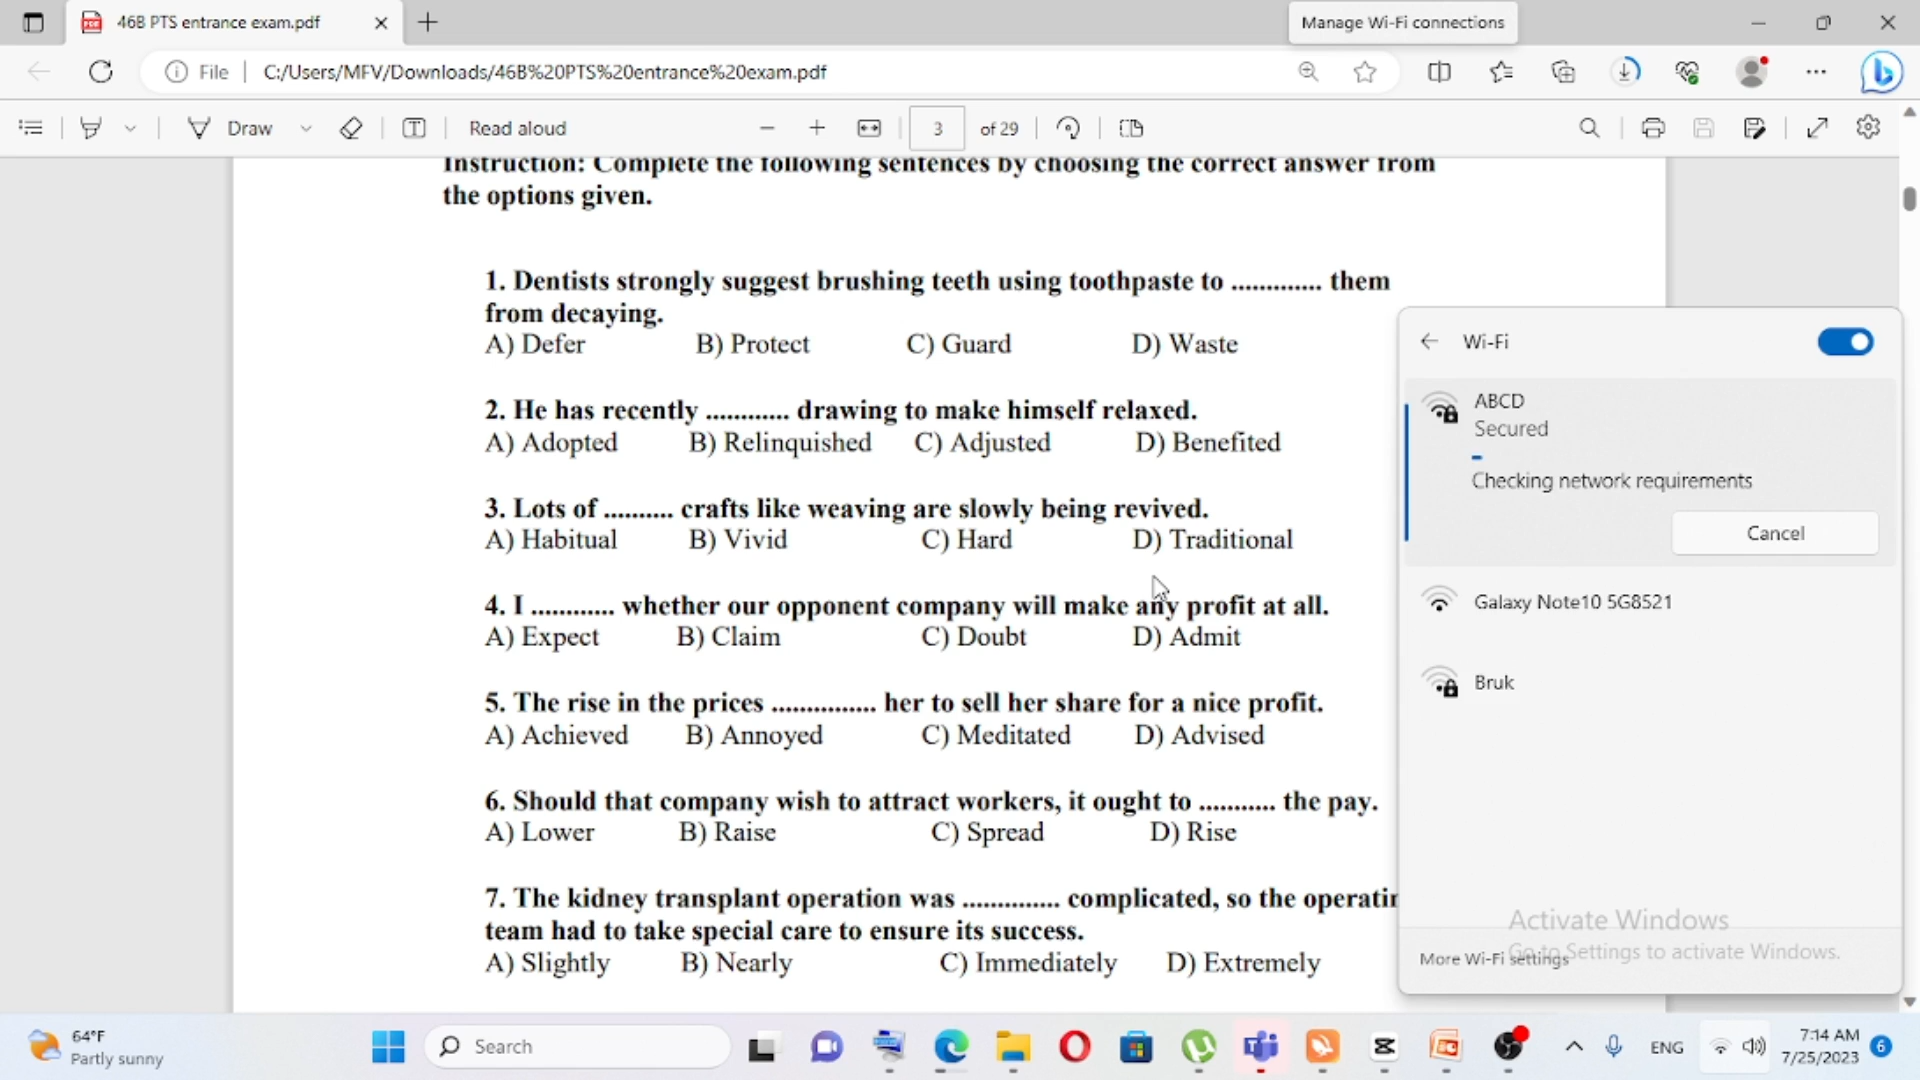 46B PTS entrance exam.pdf
Manage Wi-Fi connections
File
C:/Users/MFV/Downloads/46B%20PTS%20entrance%20exam.pdf
Draw
Read aloud
3
of 29
Instruction: Complete the following sentences by choosing the correct answer from
the options given.
1. Dentists strongly suggest brushing teeth using toothpaste to ............. them
from decaying.
A) Defer B) Protect C) Guard D) Waste
2. He has recently ............ drawing to make himself relaxed.
A) Adopted B) Relinquished C) Adjusted D) Benefited
3. Lots of .......... crafts like weaving are slowly being revived.
A) Habitual B) Vivid C) Hard D) Traditional
4. I ............ whether our opponent company will make any profit at all.
A) Expect B) Claim C) Doubt D) Admit
5. The rise in the prices ............... her to sell her share for a nice profit.
A) Achieved B) Annoyed C) Meditated D) Advised
6. Should that company wish to attract workers, it ought to ........... the pay.
A) Lower B) Raise C) Spread D) Rise
7. The kidney transplant operation was .............. complicated, so the
team had to take special care to ensure its success.
A) Slightly B) Nearly C) Immediately D) Extremely
Wi-Fi
ABCD
Secured
Checking network requirements
Cancel
Galaxy Note10 5G8521
Bruk
Activate Windows
Go to Settings to activate Windows.
More Wi-Fi settings
64°F
Partly sunny
Search
ENG
7:14 AM
7/25/2023
6